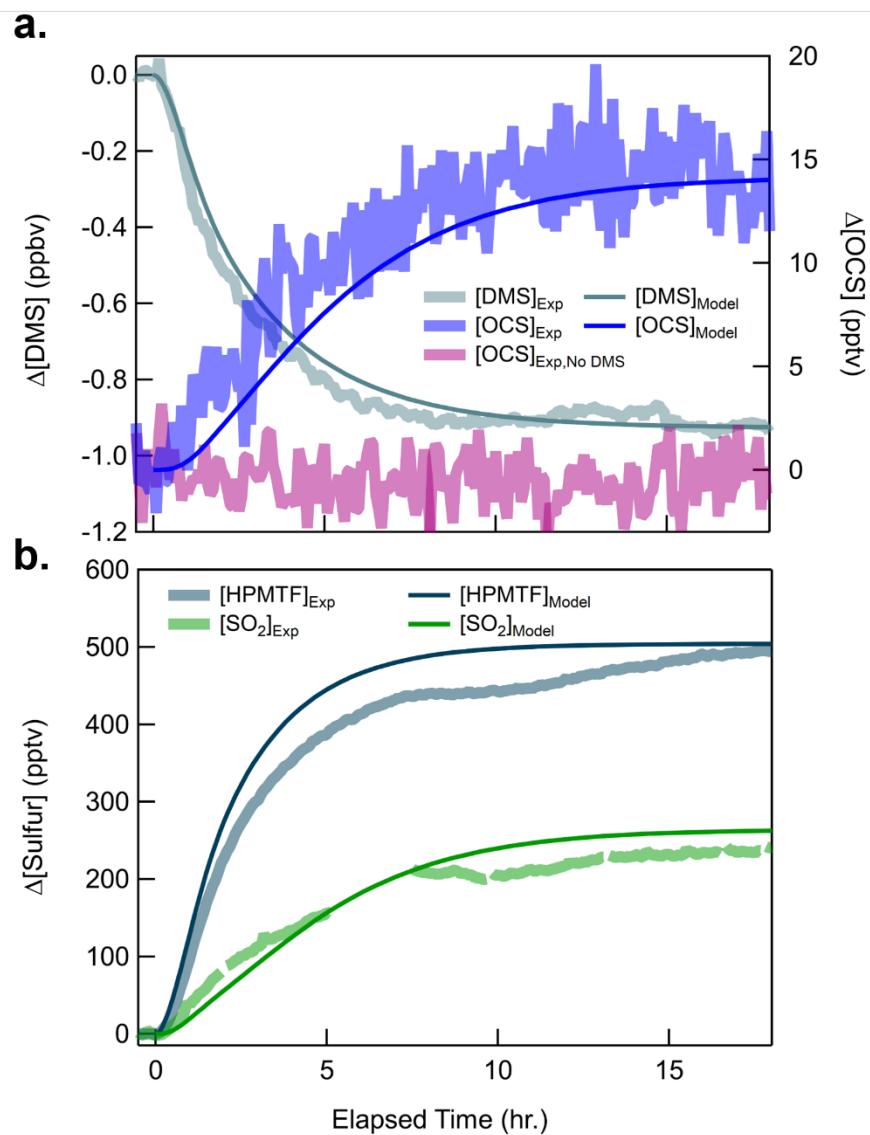 a.
0.0
-0.2
-0.4
-0.6
-0.8
-1.0
-1.2
Δ[DMS] (ppbv)
20
15
10
5
0
Δ[OCS] (pptv)
[DMS]Exp [DMS]Model
[OCS]Exp [OCS]Model
[OCS]Exp,No DMS
b.
600
500
400
300
200
100
0
Δ[Sulfur] (pptv)
[HPMTF]Exp [HPMTF]Model
[SO2]Exp [SO2]Model
0 5 10 15
Elapsed Time (hr.)